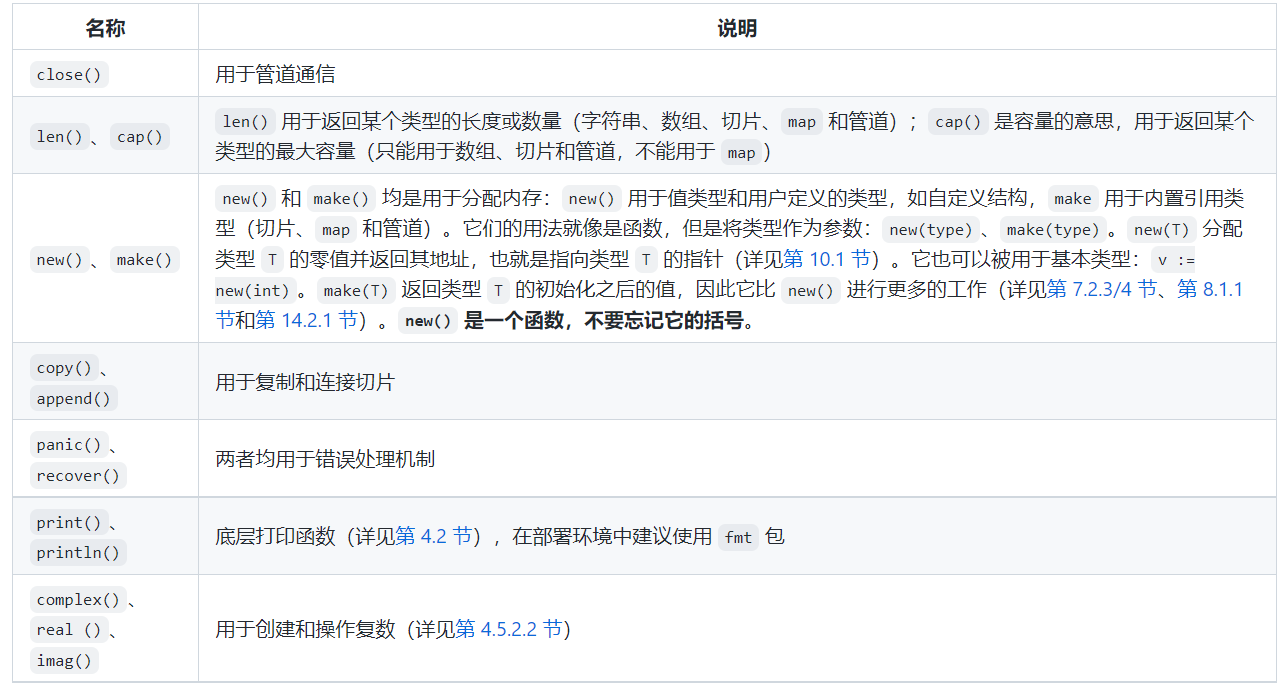 名称 说明
close() 用于管道通信
len() 用于返回某个类型的长度或数量（字符串、数组、切片、 map 和管道）； cap() 是容量的意思，用于返回某个
len() 、 cap()
类型的最大容量（只能用于数组、切片和管道，不能用于 map ）
new() 和 make() 均是用于分配内存： new() 用于值类型和用户定义的类型，如自定义结构， make 用于内置引用类
型（切片、 map 和管道）。它们的用法就像是函数，但是将类型作为参数： new(type) 、 make(type) 。 new(T) 分配
new() 、 make() 类型 T 的零值并返回其地址，也就是指向类型 T 的指针（详见第 10.1 节）。它也可以被用于基本类型： v :=
new(int) 。 make(T) 返回类型 T 的初始化之后的值，因此它比 new() 进行更多的工作（详见第 7.2.3/4 节、第 8.1.1
节和第 14.2.1 节）。 new() 是一个函数，不要忘记它的括号。
copy() 、
append()
用于复制和连接切片
panic() 、
recover()
两者均用于错误处理机制
print() 、
println()
底层打印函数（详见第 4.2 节），在部署环境中建议使用 fmt 包
complex() 、
real () 、
imag()
用于创建和操作复数（详见第 4.5.2.2 节）